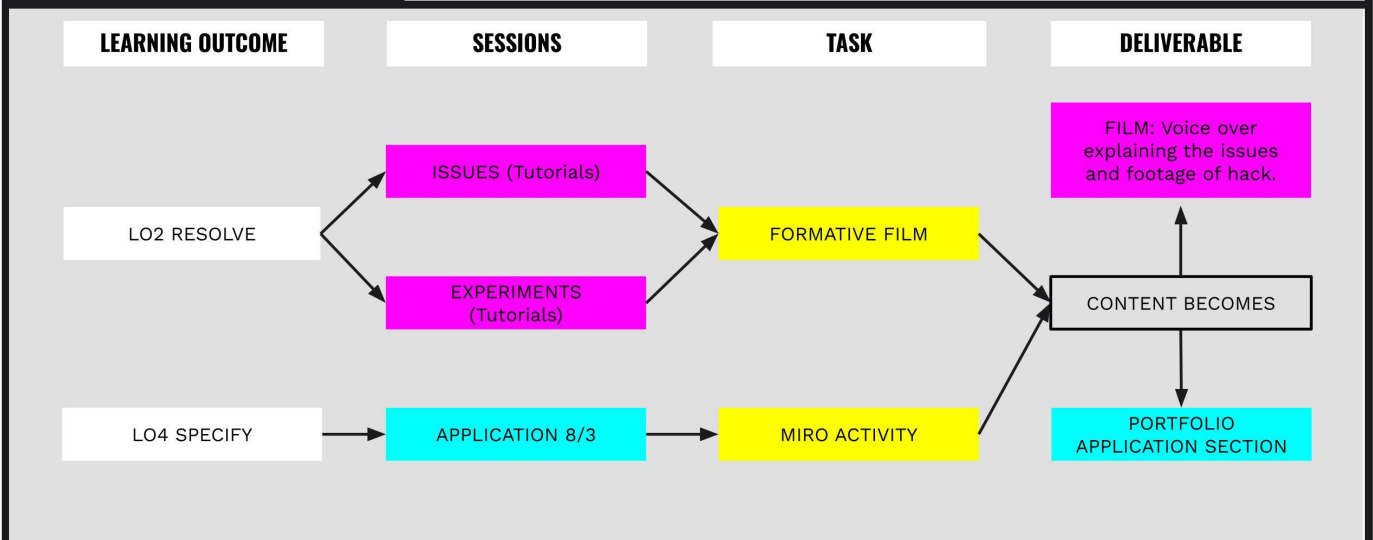 LEARNING OUTCOME
SESSIONS
TASK
DELIVERABLE
FILM: Voice over
explaining the issues
and footage of hack.
ISSUES (Tutorials)
LO2 RESOLVE
FORMATIVE FILM
EXPERIMENTS
(Tutorials)
CONTENT BECOMES
LO4 SPECIFY
APPLICATION 8/3
MIRO ACTIVITY
PORTFOLIO
APPLICATION SECTION